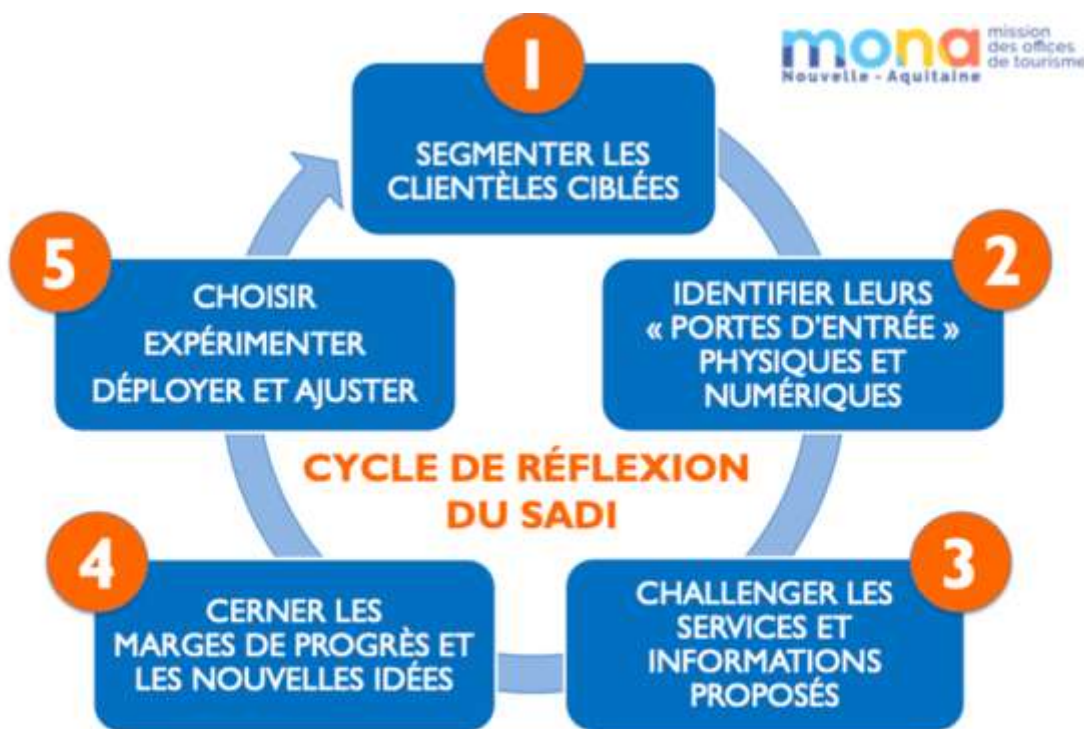 mona
mission
des offices
de tourisme
Nouvelle - Aquitaine
1
SEGMENTER LES
CLIENTÈLES CIBLÉES
2
IDENTIFIER LEURS
« PORTES D'ENTRÉE »
PHYSIQUES ET
NUMÉRIQUES
3
CHALLENGER LES
SERVICES ET
INFORMATIONS
PROPOSÉS
4
CERNER LES
MARGES DE PROGRÈS ET
LES NOUVELLES IDÉES
5
CHOISIR
EXPÉRIMENTER
DÉPLOYER ET AJUSTER
CYCLE DE RÉFLEXION
DU SADI